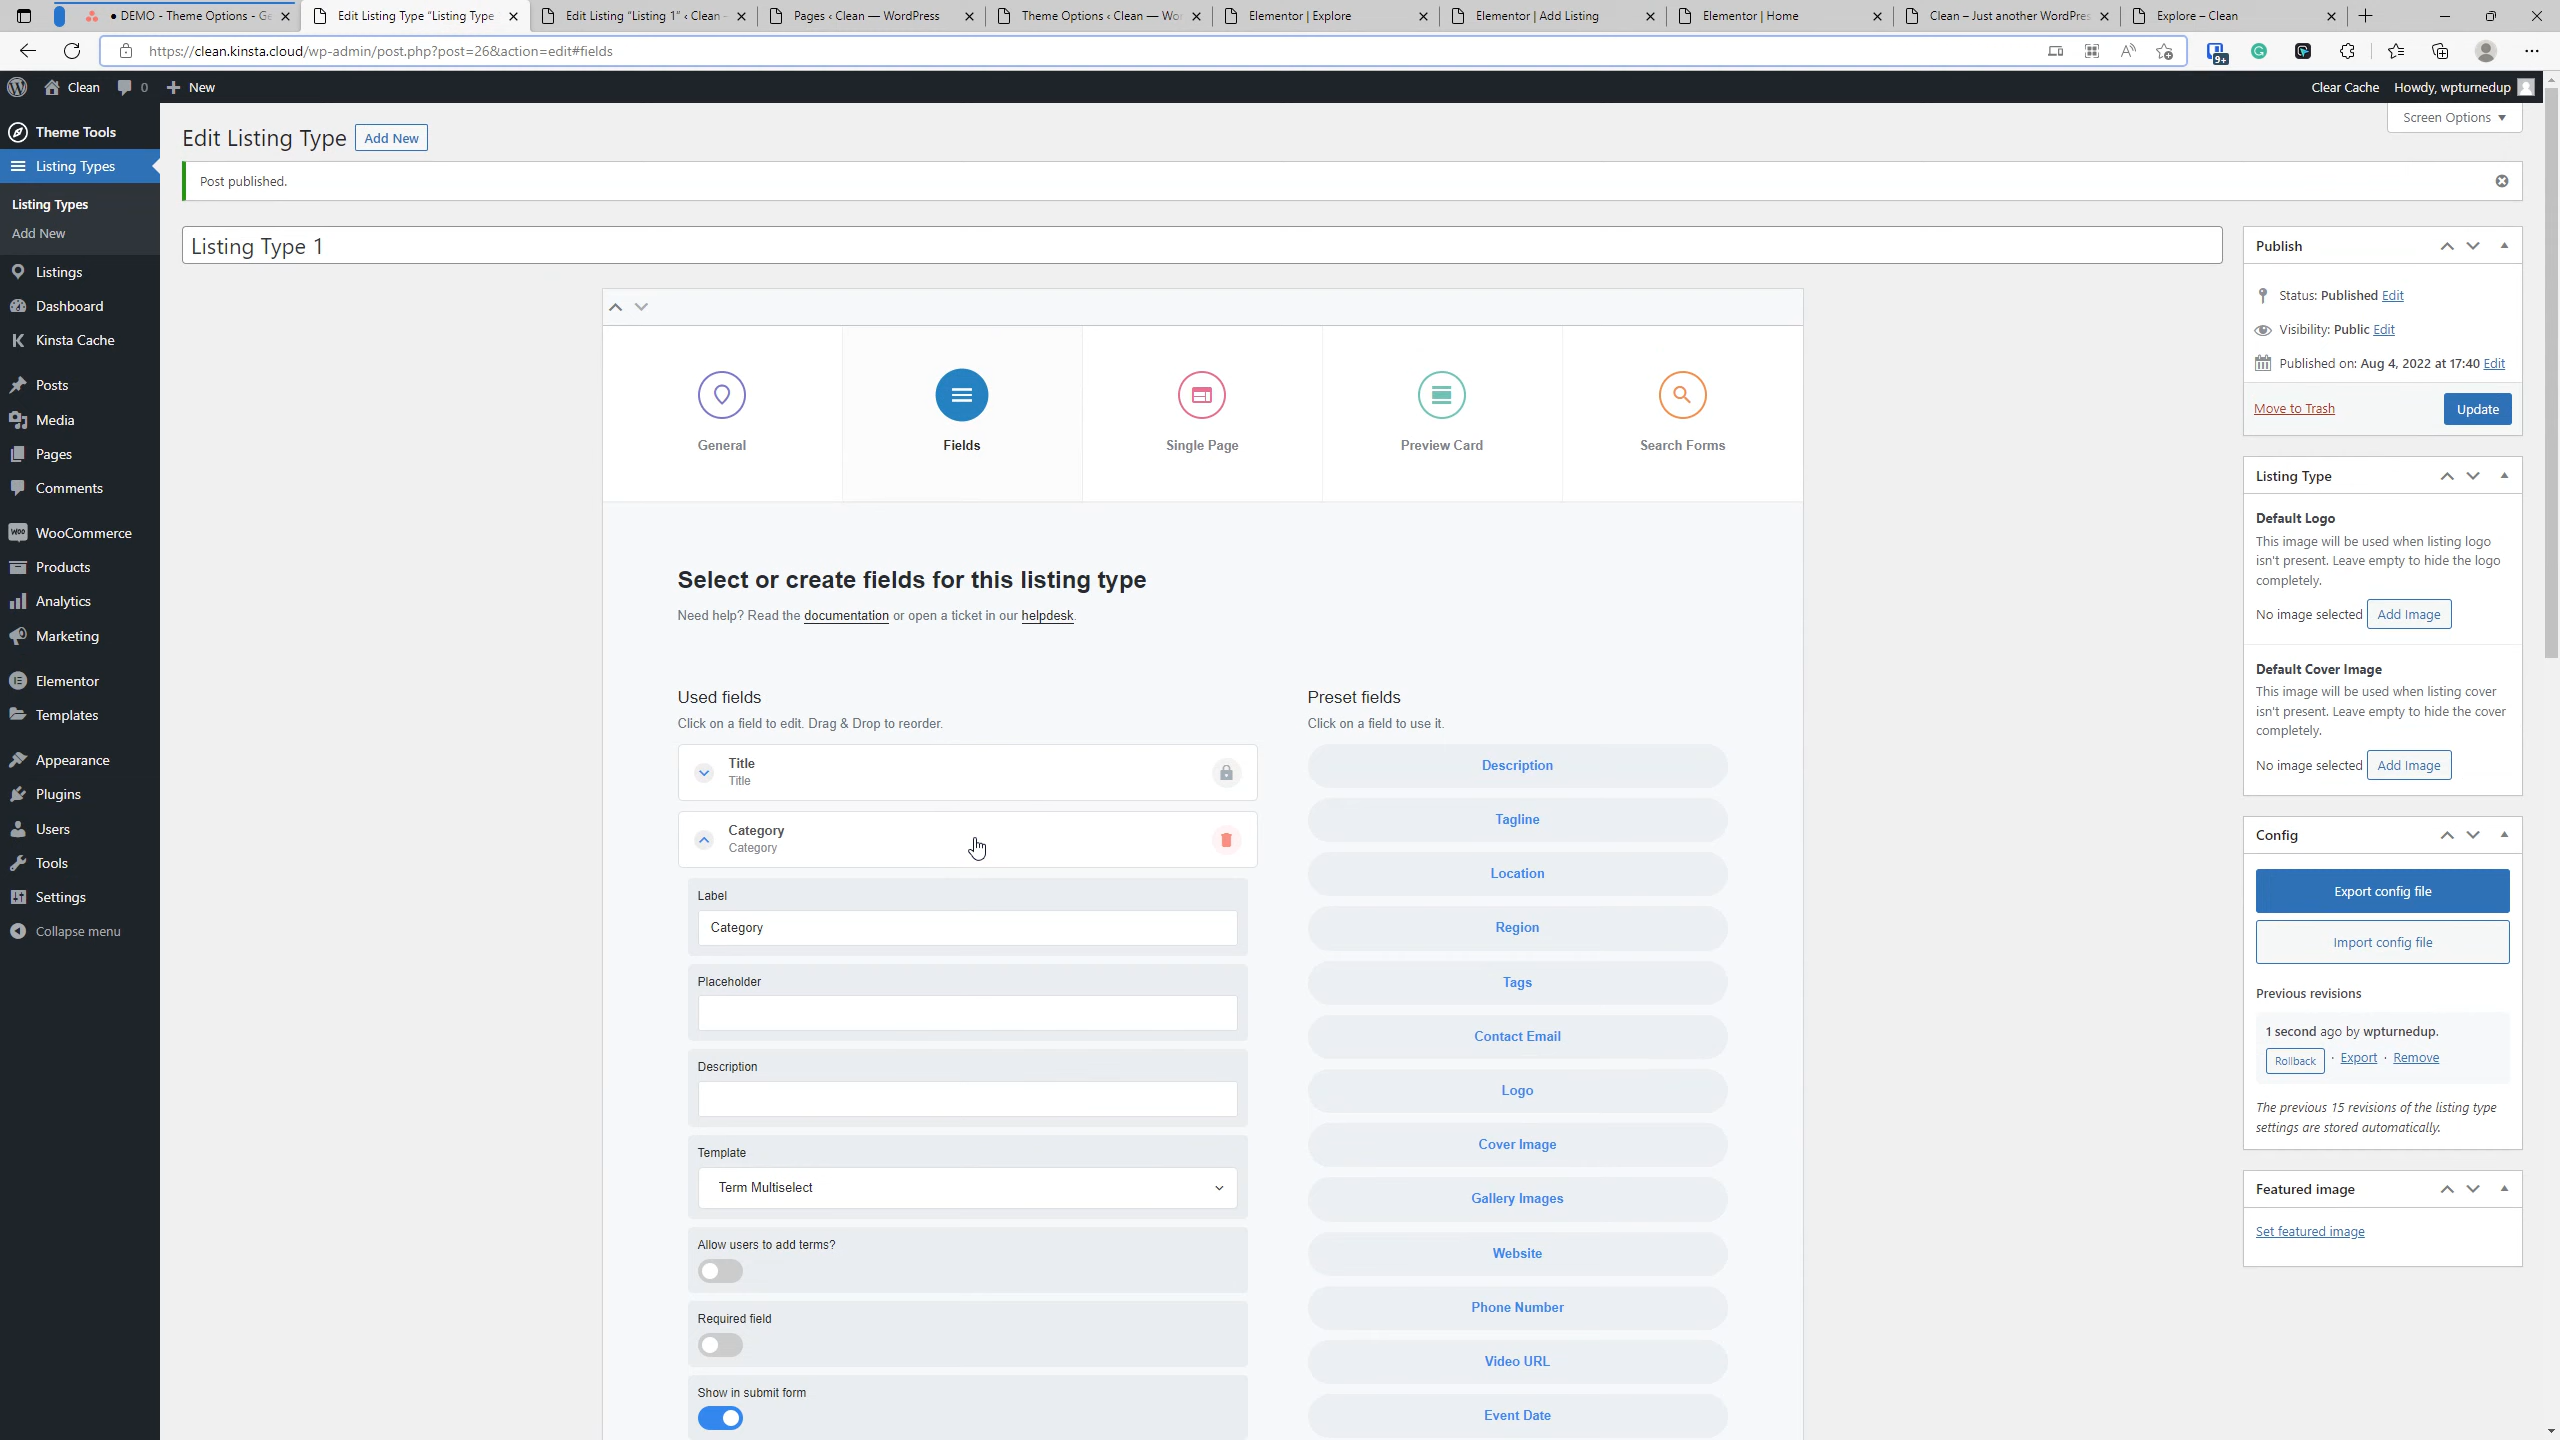 • DEMO - Theme Options - Ge
Edit Listing Type "Listing Type
Edit Listing "Listing 1" ‹ Clean -
Pages ‹ Clean — WordPress
Theme Options ‹ Clean — Wor
Elementor | Explore
Elementor | Add Listing
Elementor | Home
Clean – Just another WordPres
Explore – Clean
https://clean.kinsta.cloud/wp-admin/post.php?post=26&action=edit#fields
9+
Clean
0
New
Clear Cache
Howdy, wpturnedup
Theme Tools
Listing Types
Listing Types
Add New
Listings
Dashboard
Kinsta Cache
Posts
Media
Pages
Comments
WooCommerce
Products
Analytics
Marketing
Elementor
Templates
Appearance
Plugins
Users
Tools
Settings
Collapse menu
Edit Listing Type
Add New
Screen Options
Post published.
Listing Type 1
General
Fields
Single Page
Preview Card
Search Forms
Select or create fields for this listing type
Need help? Read the documentation or open a ticket in our helpdesk.
Used fields
Click on a field to edit. Drag & Drop to reorder.
Title
Title
Category
Category
Label
Category
Placeholder
Description
Template
Term Multiselect
Allow users to add terms?
Required field
Show in submit form
Preset fields
Click on a field to use it.
Description
Tagline
Location
Region
Tags
Contact Email
Logo
Cover Image
Gallery Images
Website
Phone Number
Video URL
Event Date
Publish
Status: Published Edit
Visibility: Public Edit
Published on: Aug 4, 2022 at 17:40 Edit
Move to Trash
Update
Listing Type
Default Logo
This image will be used when listing logo
isn't present. Leave empty to hide the logo
completely.
No image selected
Add Image
Default Cover Image
This image will be used when listing cover
isn't present. Leave empty to hide the cover
completely.
No image selected
Add Image
Config
Export config file
Import config file
Previous revisions
1 second ago by wpturnedup.
Rollback · Export · Remove
The previous 15 revisions of the listing type
settings are stored automatically.
Featured image
Set featured image